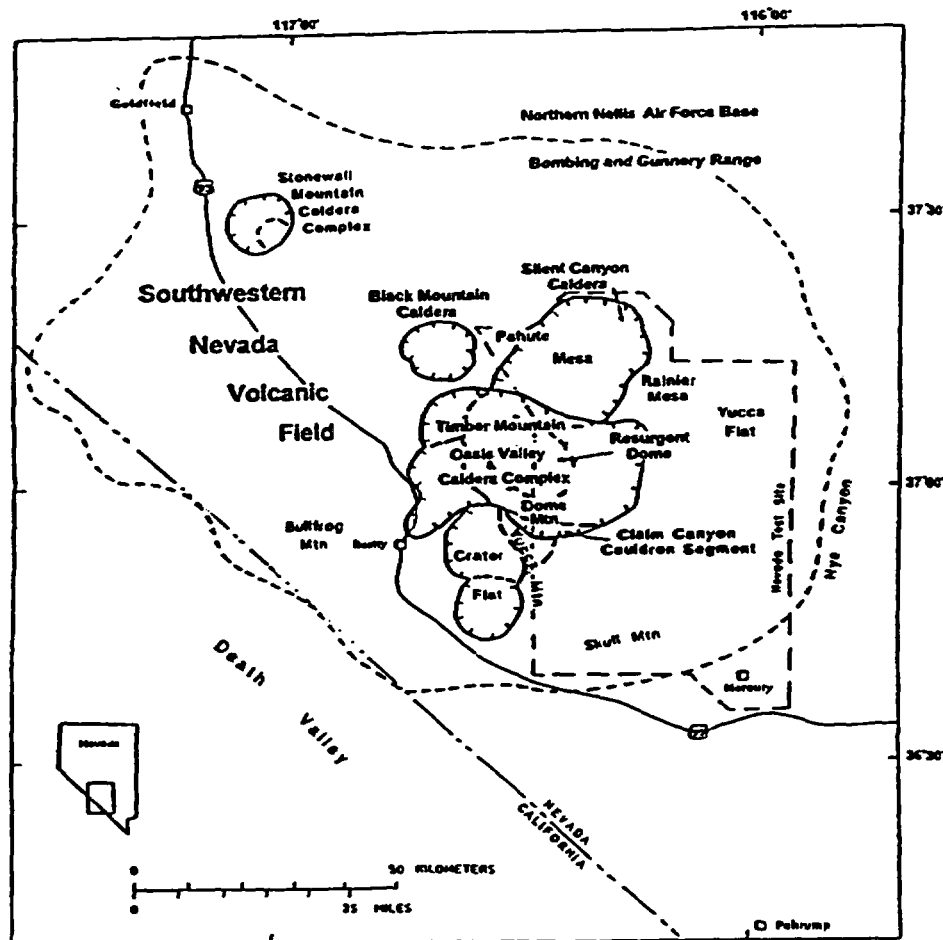 117°00'
116°00'
Goldfield
Northern Nellis Air Force Base
Bombing and Gunnery Range
95
Stonewall
Mountain
Caldera
Complex
37°30'
Southwestern
Nevada
Volcanic
Field
Silent Canyon
Caldera
Black Mountain
Caldera
Pahute
Mesa
Rainier
Mesa
Yucca
Flat
Timber Mountain
Resurgent
Dome
Oasis Valley
&
Caldera Complex
37°00'
Dome
Mtn
Bullfrog
Mtn
Beatty
Claim Canyon
Cauldron Segment
Crater
Flat
Yucca Mtn
Nevada Test Site
Nye Canyon
Skull Mtn
Mercury
Death
Valley
95
36°30'
Nevada
NEVADA
CALIFORNIA
0
50 KILOMETERS
0
25 MILES
Pahrump